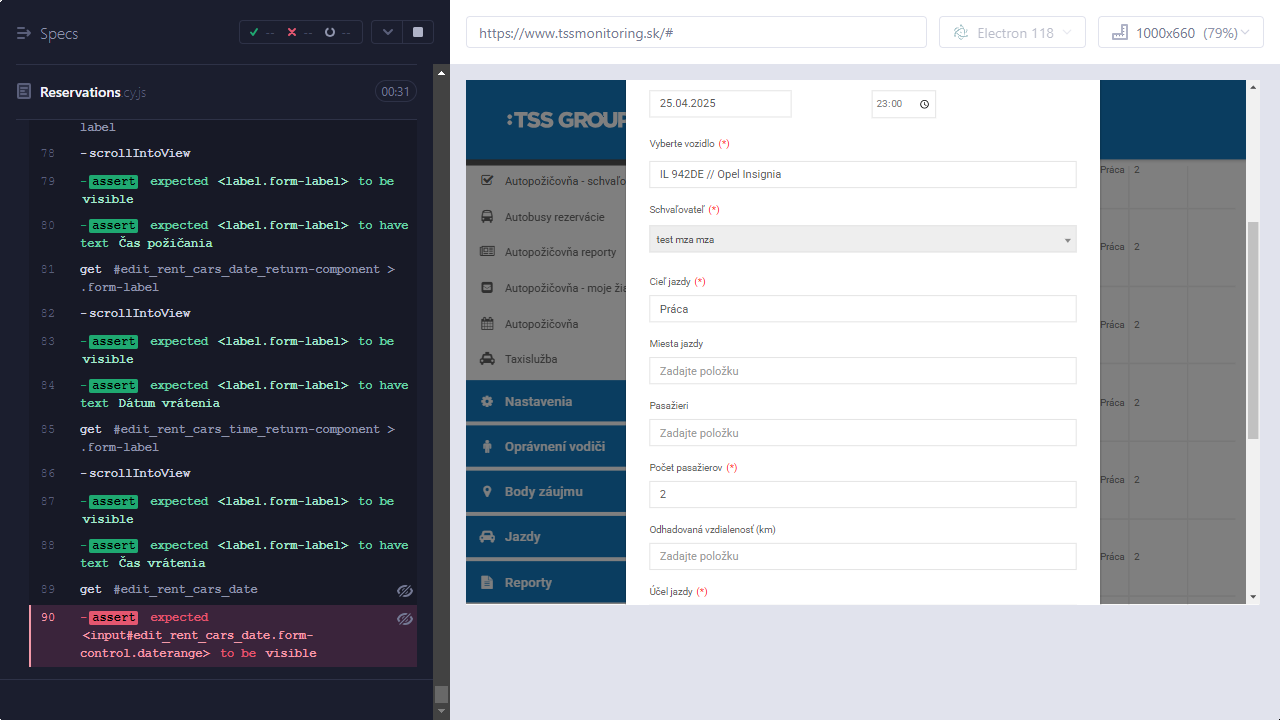 Specs
-- -- --
Reservations.cy.js
00:31
label
78 -scrollIntoView
79 -assert expected <label.form-label> to be
visible
80 -assert expected <label.form-label> to have
text Čas požičania
81 get #edit_rent_cars_date_return-component >
.form-label
82 -scrollIntoView
83 -assert expected <label.form-label> to be
visible
84 -assert expected <label.form-label> to have
text Dátum vrátenia
85 get #edit_rent_cars_time_return-component >
.form-label
86 -scrollIntoView
87 -assert expected <label.form-label> to be
visible
88 -assert expected <label.form-label> to have
text Čas vrátenia
89 get #edit_rent_cars_date
90 -assert expected
<input#edit_rent_cars_date.form-
control.daterange> to be visible
https://www.tssmonitoring.sk/#
Electron 118
1000x660 (79%)
:TSS GROUP
Autopožičovňa - schvaľo
Autobusy rezervácie
Autopožičovňa reporty
Autopožičovňa - moje žia
Autopožičovňa
Taxislužba
Nastavenia
Oprávnení vodiči
Body záujmu
Jazdy
Reporty
25.04.2025
23:00
Vyberte vozidlo (*)
IL 942DE // Opel Insignia
Schvaľovateľ (*)
test mza mza
Cieľ jazdy (*)
Práca
Miesta jazdy
Zadajte položku
Pasažieri
Zadajte položku
Počet pasažierov (*)
2
Odhadovaná vzdialenosť (km)
Zadajte položku
Účel jazdy (*)
Práca 2
Práca 2
Práca 2
Práca 2
Práca 2
Práca 2